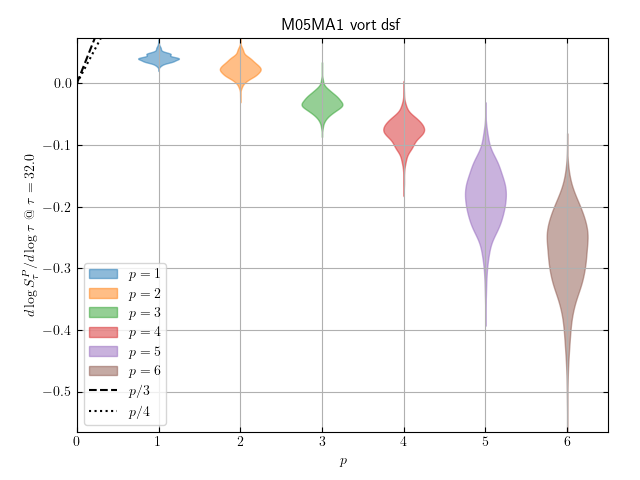 M05MA1 vort dsf
d log S_τ^P / d log τ @ τ = 32.0
0.0
−0.1
−0.2
−0.3
−0.4
−0.5
p = 1
p = 2
p = 3
p = 4
p = 5
p = 6
p/3
p/4
0 1 2 3 4 5 6
p